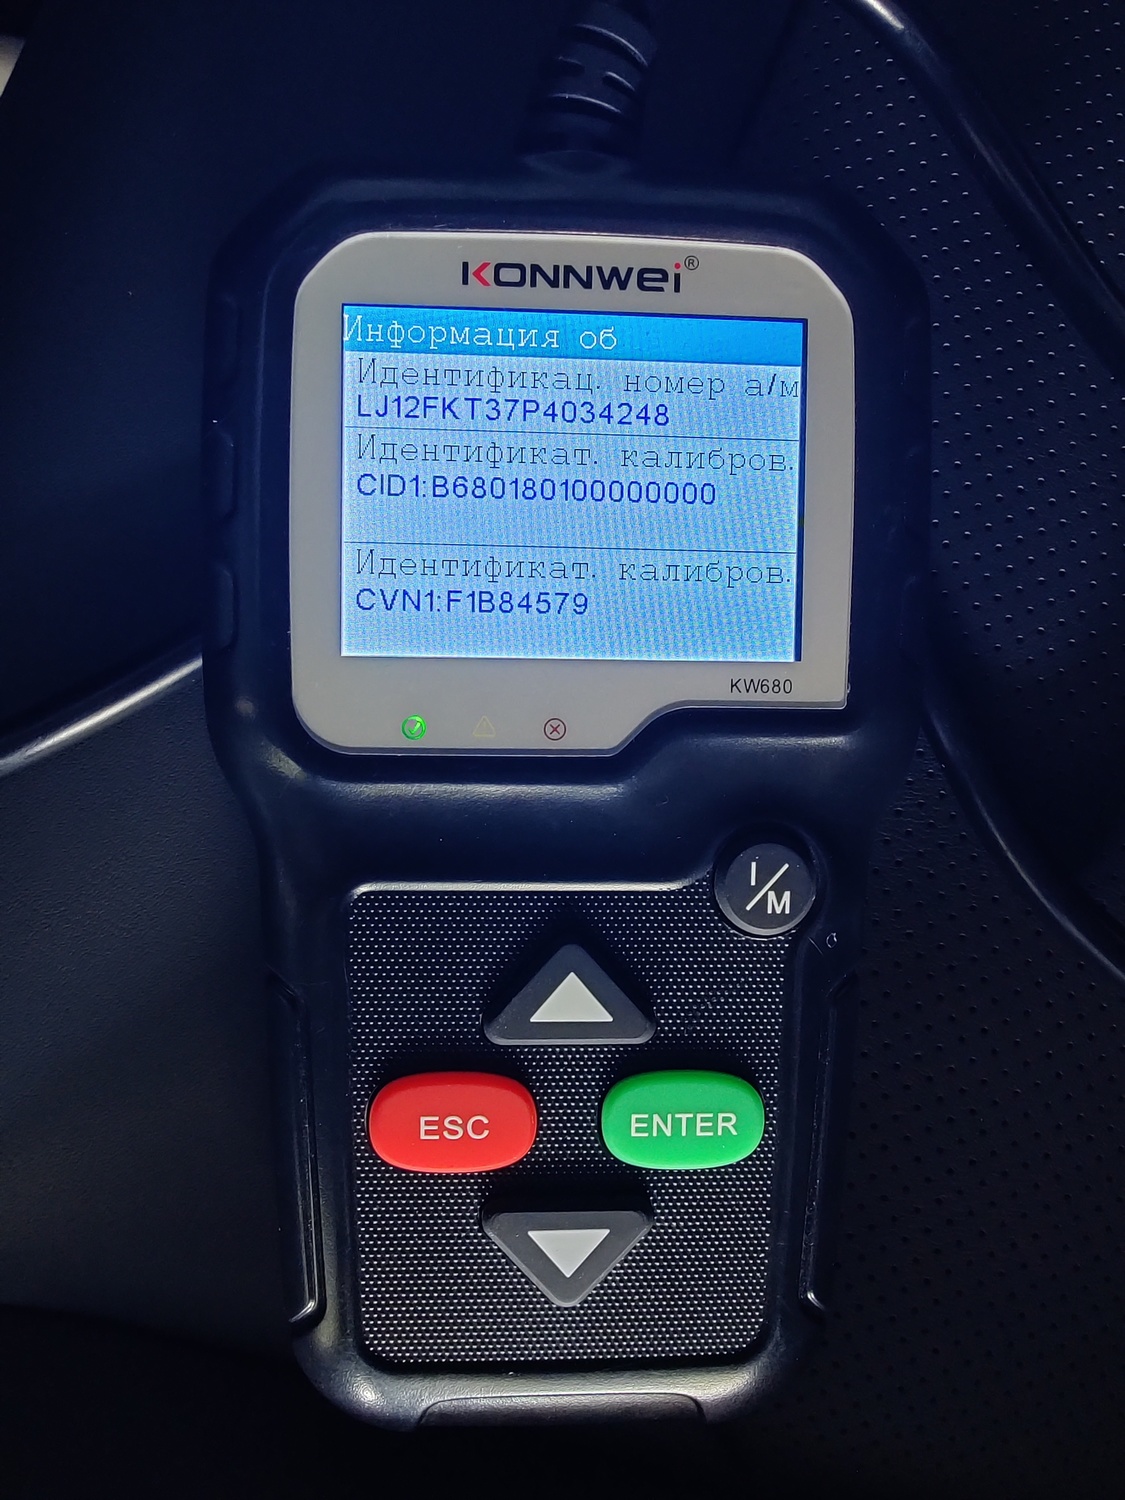 KONNWEI®
Информация об
Идентификац. номер а/м
LJ12FKT37P4034248
Идентификат. калибров.
CID1:B680180100000000
Идентификат. калибров.
CVN1:F1B84579
KW680
I/M
ESC
ENTER